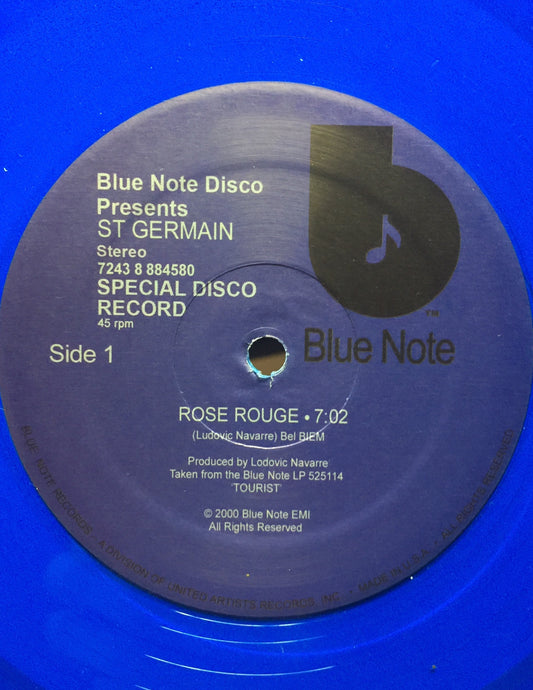 Blue Note Disco
Presents
ST GERMAIN
Stereo
7243 8 884580
SPECIAL DISCO
RECORD
45 rpm
Side 1
b
TM
Blue Note
ROSE ROUGE • 7:02
(Ludovic Navarre) Bel BIEM
Produced by Lodovic Navarre
Taken from the Blue Note LP 525114
'TOURIST'
© 2000 Blue Note EMI
All Rights Reserved
BLUE NOTE RECORDS • A DIVISION OF UNITED ARTISTS RECORDS, INC. • MADE IN U.S.A. • ALL RIGHTS RESERVED